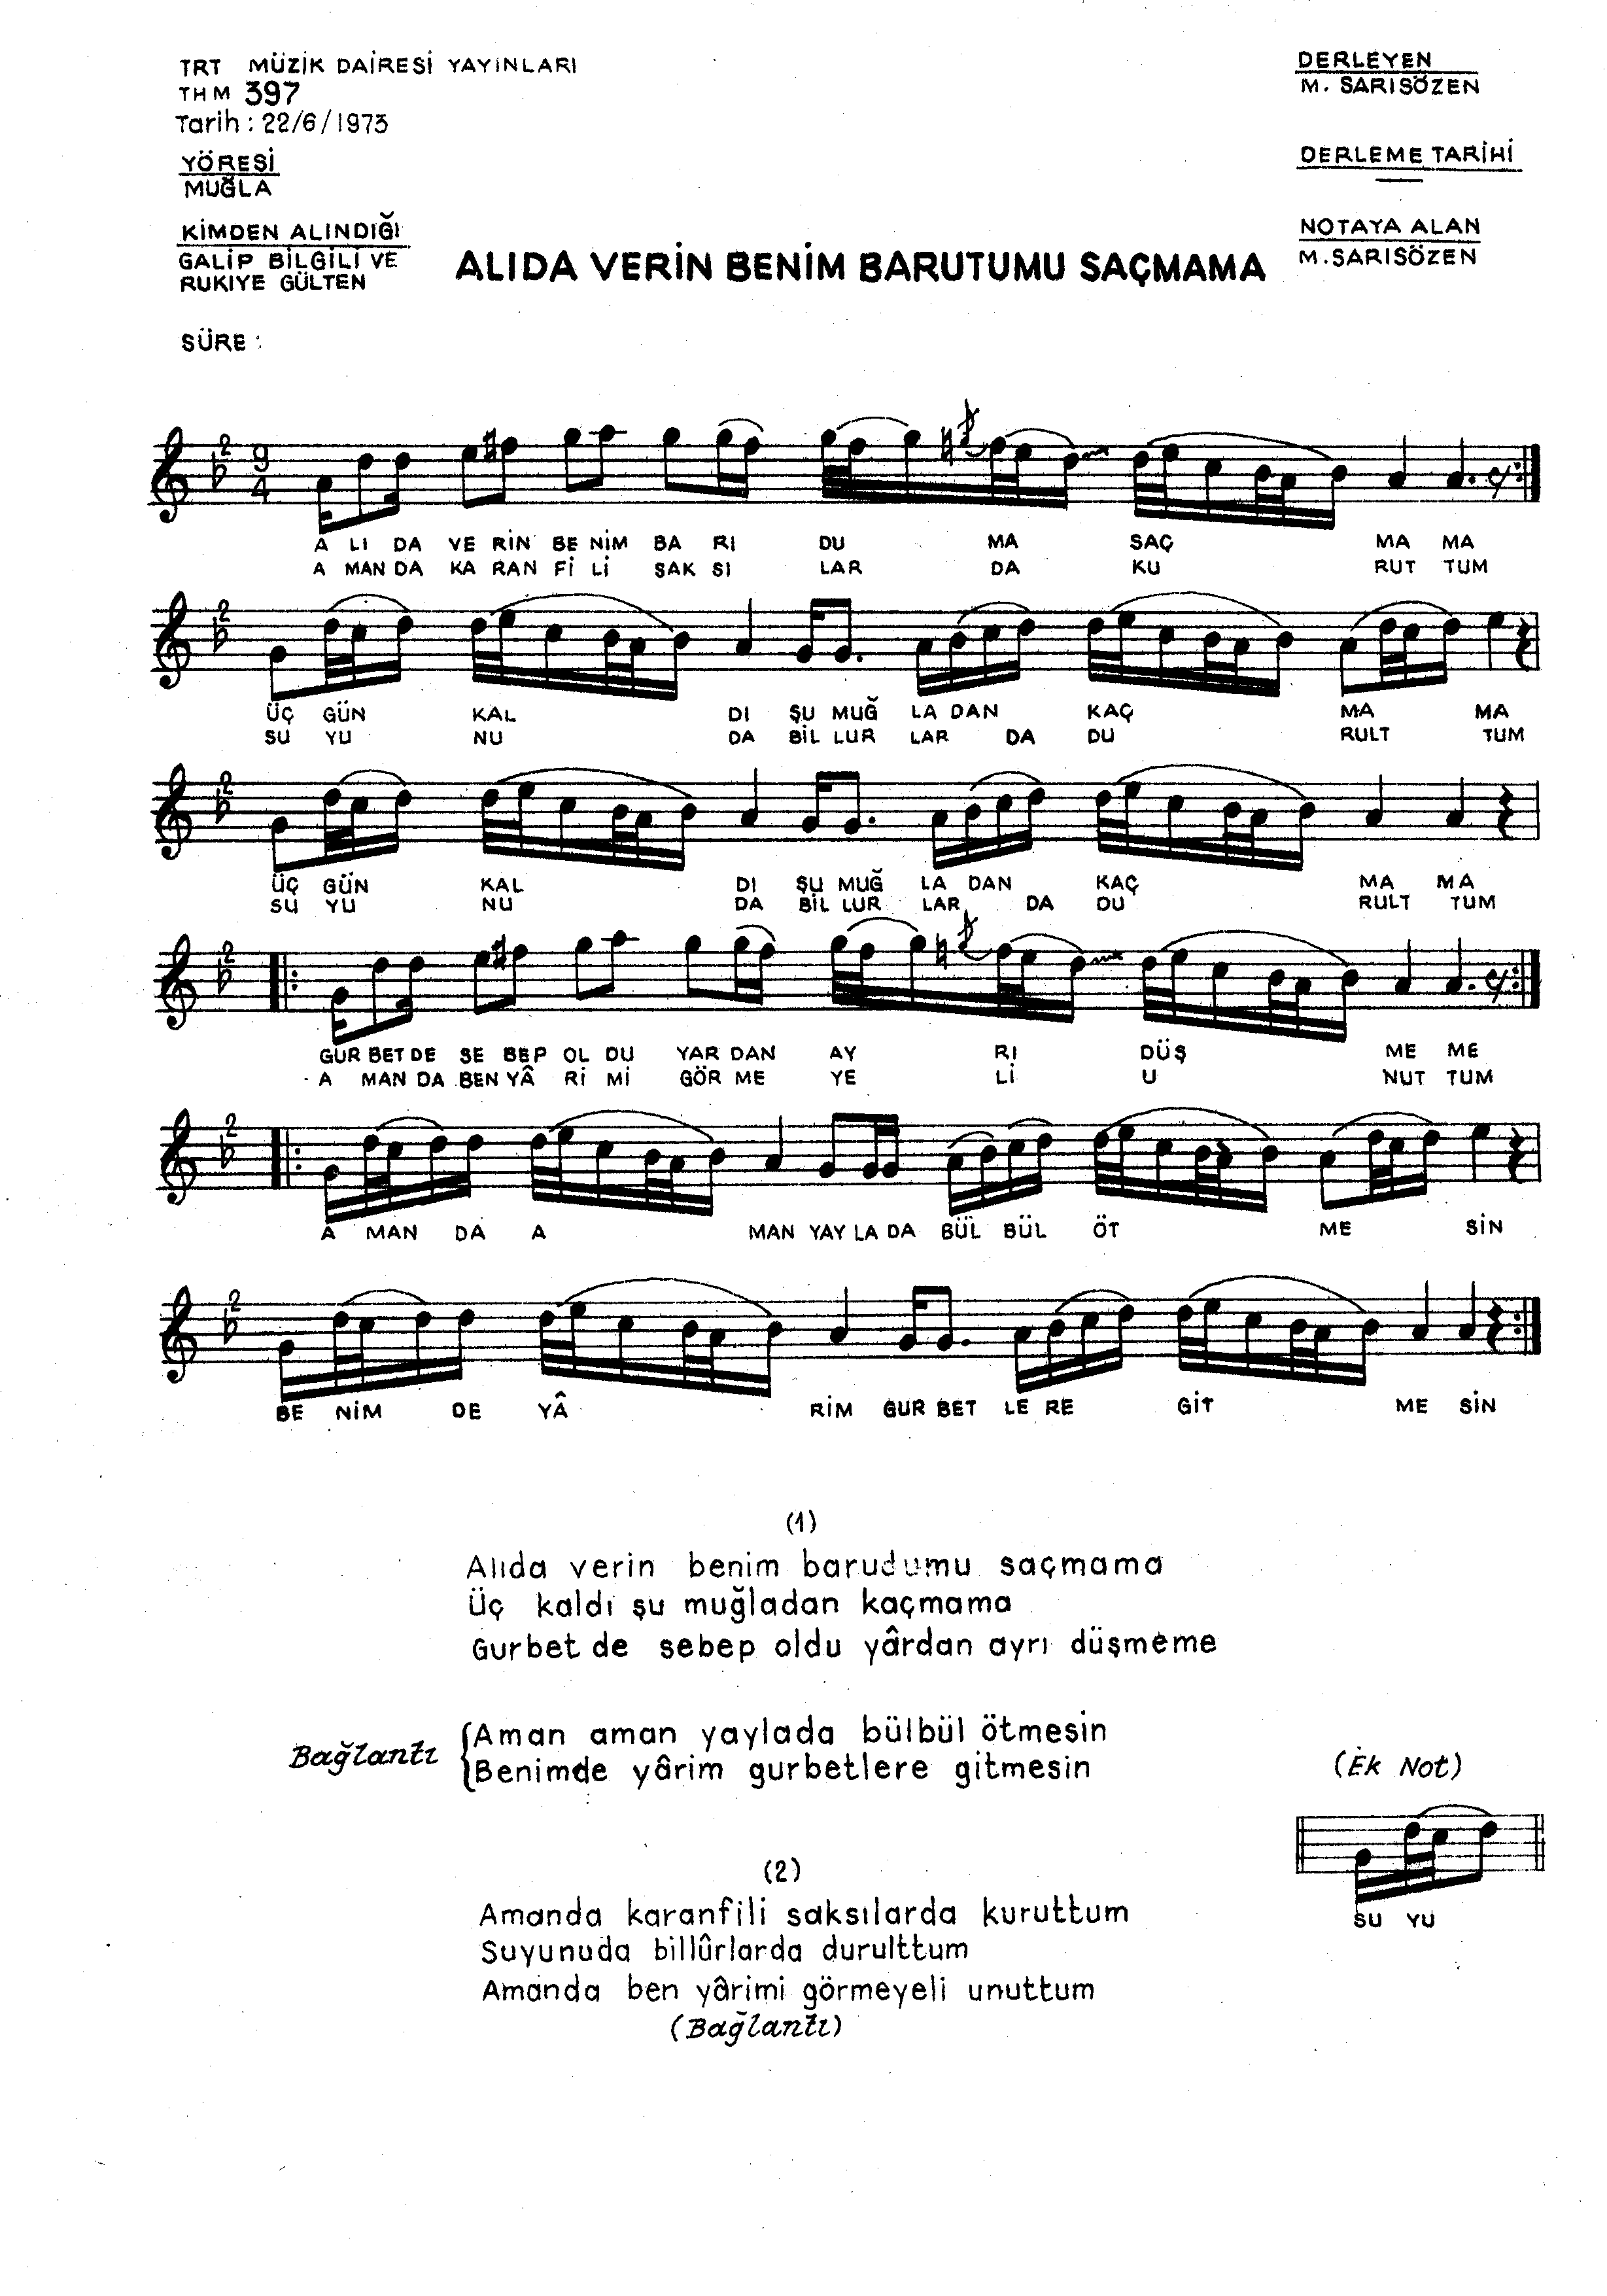 TRT MÜZİK DAİRESİ YAYINLARI
THM 397
Tarih : 22/6/1973
YÖRESİ
MUĞLA
KİMDEN ALINDIĞI
GALİP BİLGİLİ VE
RUKIYE GÜLTEN
SÜRE :
DERLEYEN
M. SARISÖZEN
DERLEME TARİHİ
—
NOTAYA ALAN
M. SARISÖZEN
ALIDA VERİN BENİM BARUTUMU SAÇMAMA
2
9
4
A LI DA VE RİN BE NİM BA RI DU MA SAÇ MA MA
A MAN DA KA RAN Fİ Lİ SAK SI LAR DA KU RUT TUM
2
ÜÇ GÜN KAL DI ŞU MUĞ LA DAN KAÇ MA MA
SU YU NU DA BİL LUR LAR DA DU RULT TUM
2
ÜÇ GÜN KAL DI ŞU MUĞ LA DAN KAÇ MA MA
SU YU NU DA BİL LUR LAR DA DU RULT TUM
2
GUR BET DE SE BEP OL DU YAR DAN AY RI DÜŞ ME ME
A MAN DA BEN YÂ Rİ Mİ GÖR ME YE Lİ U NUT TUM
2
A MAN DA A MAN YAY LA DA BÜL BÜL ÖT ME SİN
2
BE NİM DE YÂ RİM GUR BET LE RE GİT ME SİN
(1)
Alıda verin benim barudumu saçmama
Üç kaldı şu muğladan kaçmama
Gurbet de sebep oldu yârdan ayrı düşmeme
Bağlantı
Aman aman yaylada bülbül ötmesin
Benimde yârim gurbetlere gitmesin
(Ek Not)
SU YU
(2)
Amanda karanfili saksılarda kuruttum
Suyunuda billûrlarda durulttum
Amanda ben yârimi görmeyeli unuttum
(Bağlantı)